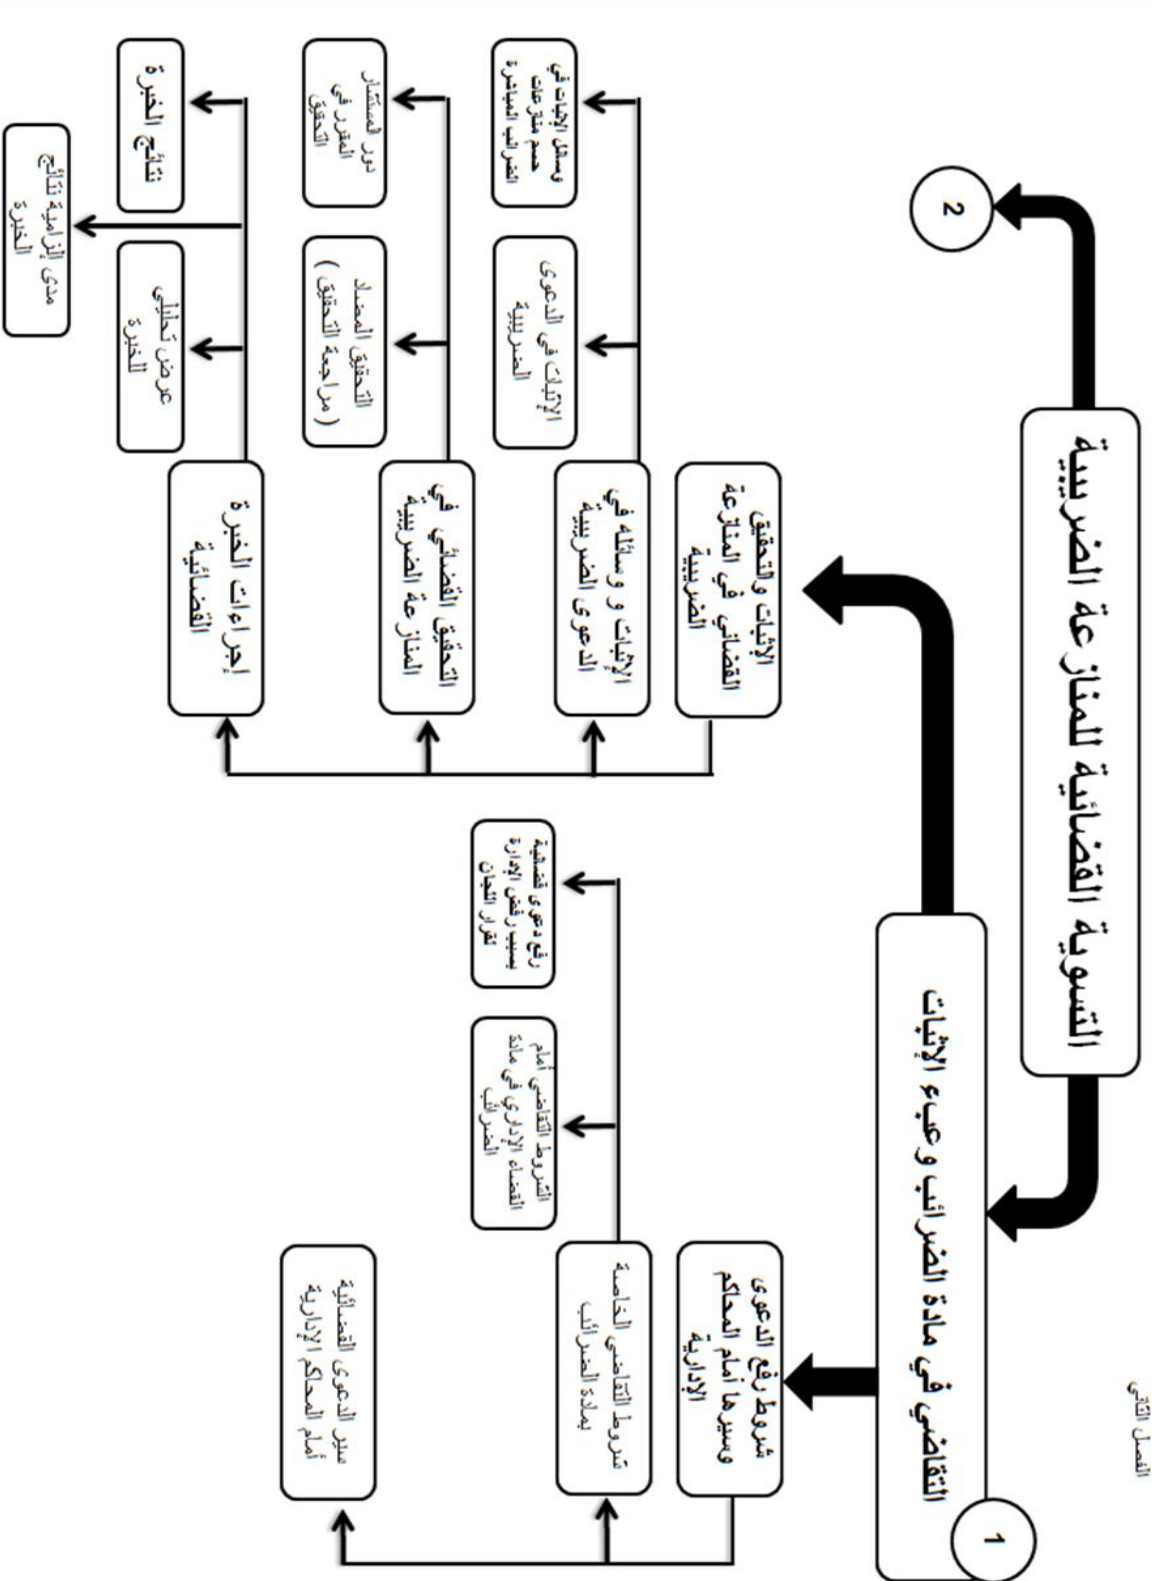 الفصل الثاني
التسوية القضائية للمنازعة الضريبية
1
التقاضي في مادة الضرائب وعبء الإثبات
2
شروط رفع الدعوى
وسيرها أمام المحاكم
الإدارية
شروط التقاضي الخاصة
بمادة الضرائب
الشروط التقاضي أمام
القضاء الإداري في مادة
الضرائب
رفع دعوى قضائية
بسبب رفض الإدارة
لقرار اللجان
سير الدعوى القضائية
أمام المحاكم الإدارية
الإثبات والتحقيق
القضائي في المنازعة
الضريبية
الإثبات و وسائله في
الدعوى الضريبية
الإثبات في الدعوى
الضريبية
وسائل الإثبات في
حسم منازعات
الضرائب المباشرة
التحقيق القضائي في
المنازعة الضريبية
التحقيق المضاد
( مراجعة التحقيق )
دور المستشار
المقرر في
التحقيق
إجراءات الخبرة
القضائية
عرض تحليلي
للخبرة
نتائج الخبرة
مدى إلزامية نتائج
الخبرة